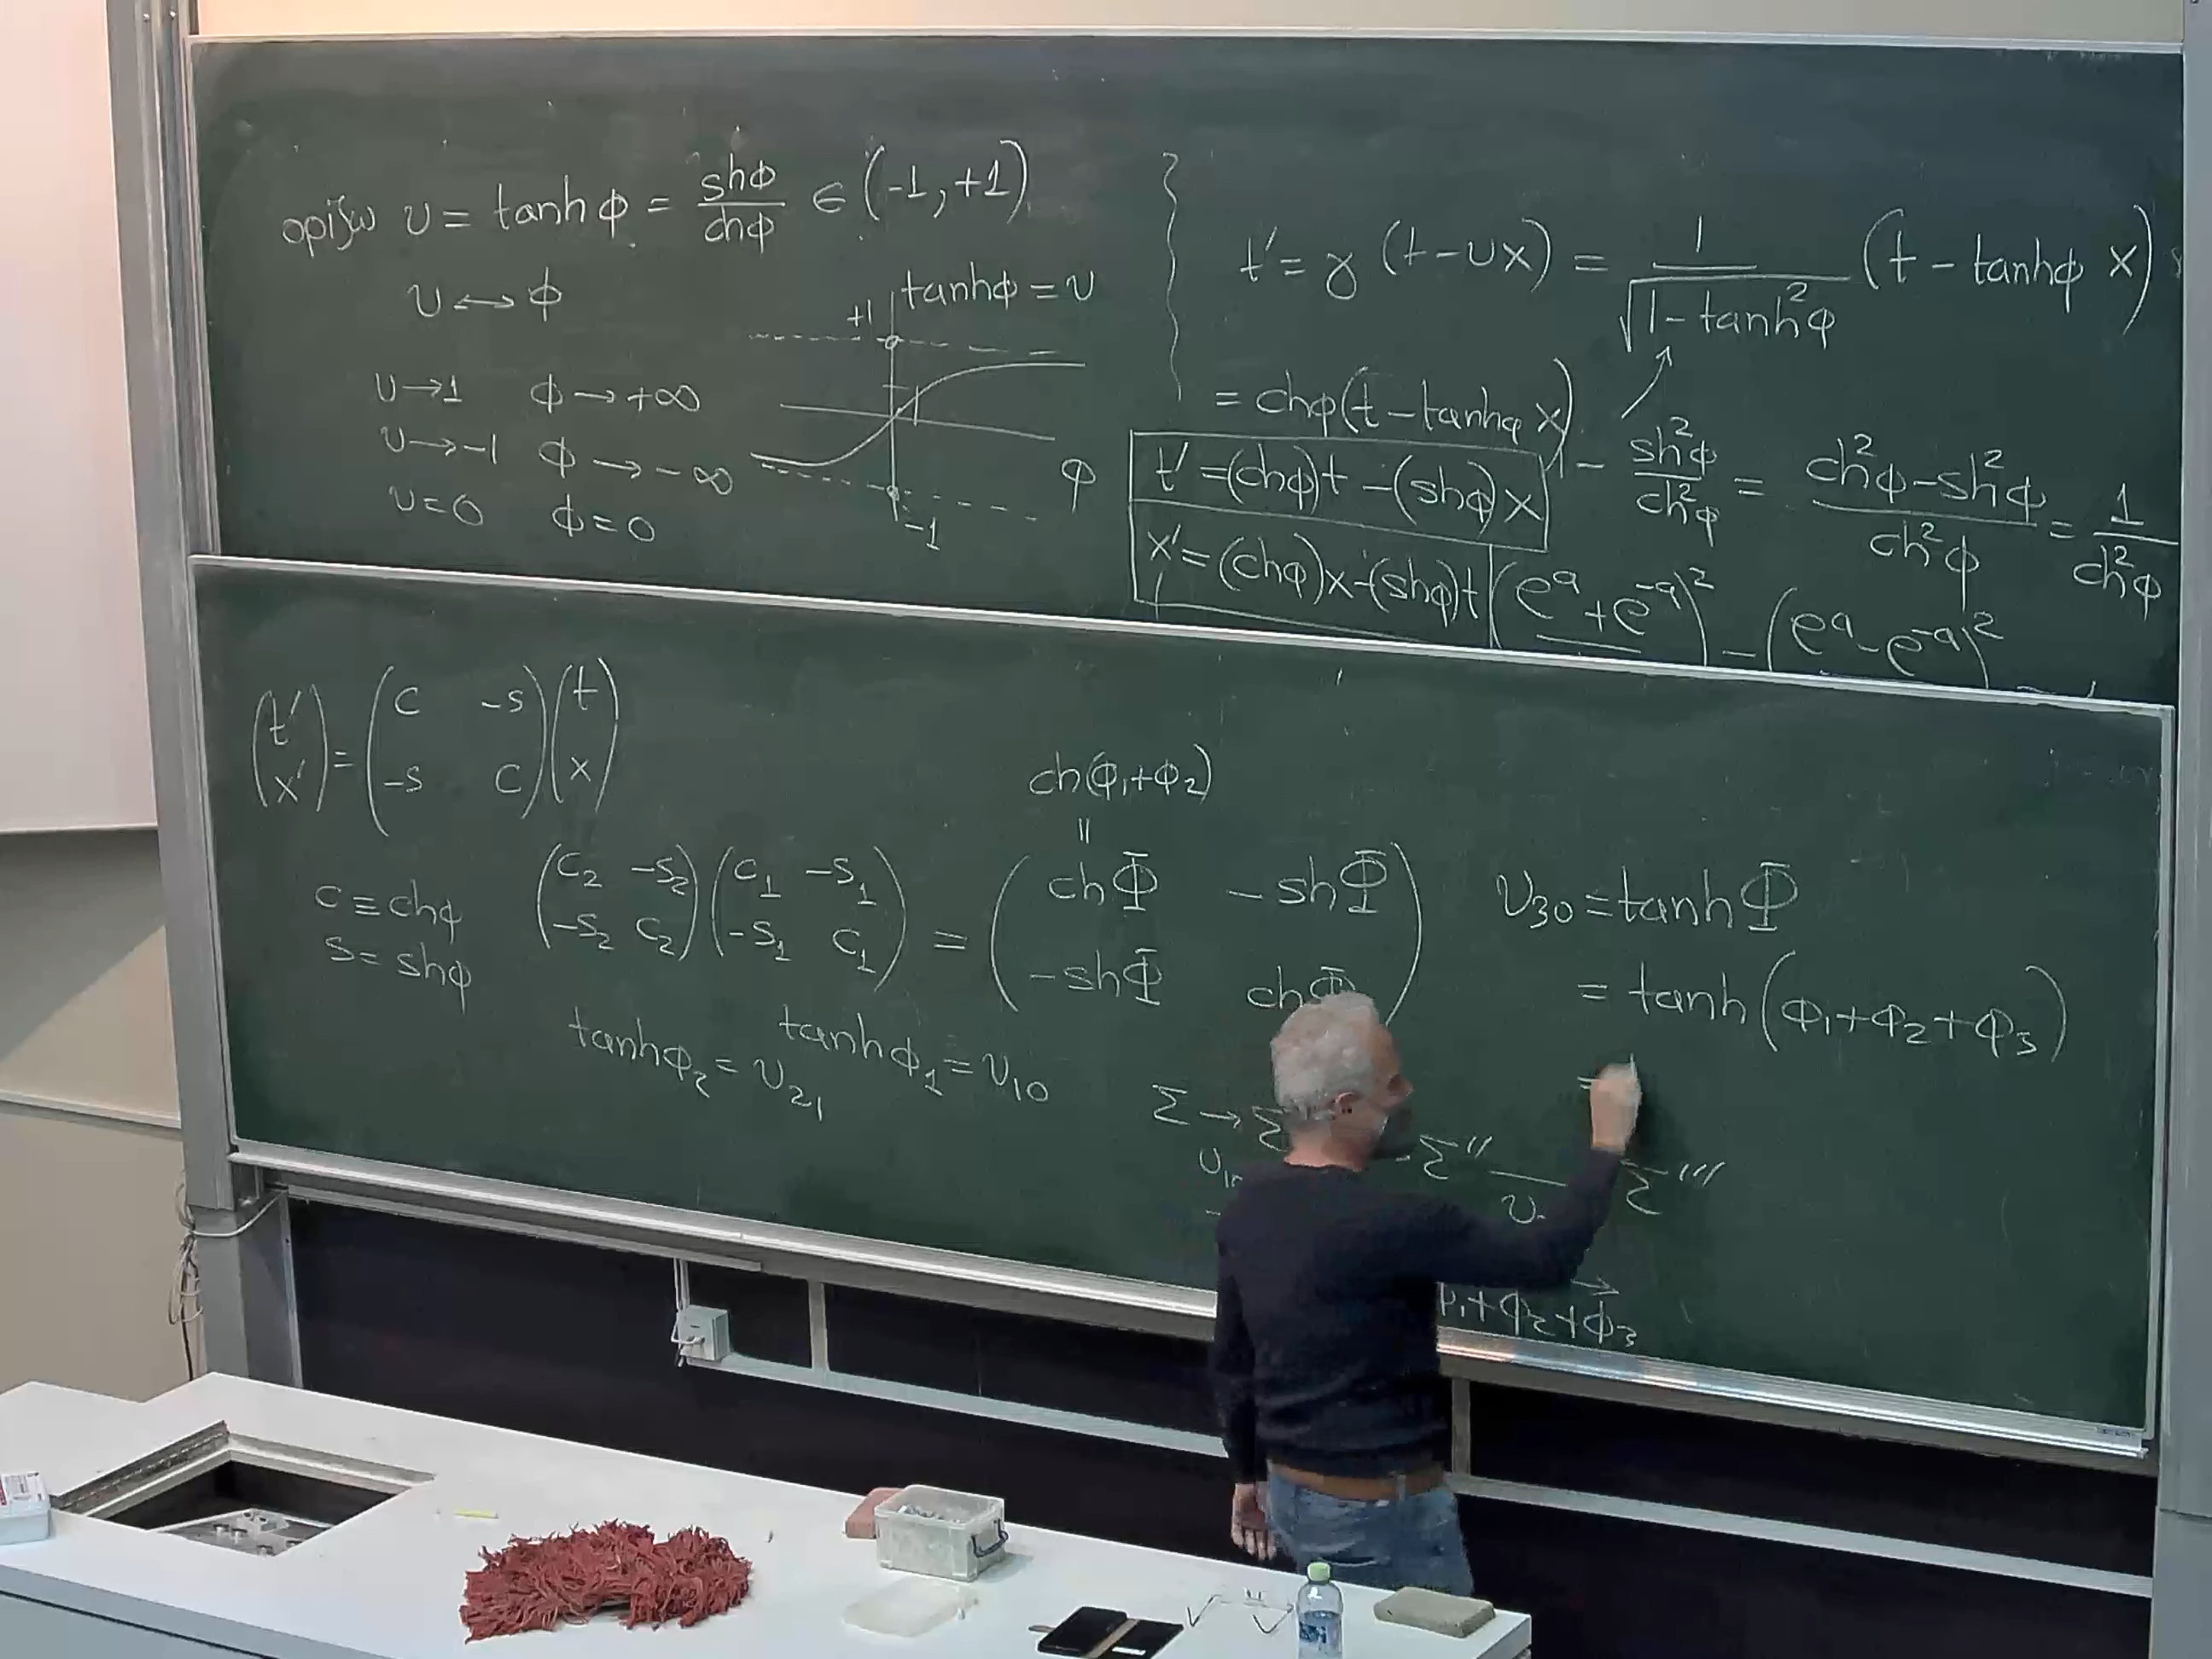 ορίζω υ = tanhφ = shφ/chφ ∈ (-1,+1)
υ ↔ φ
υ→1 φ→+∞
υ→-1 φ→-∞
υ=0 φ=0
tanhφ=υ
+1
φ
-1
t' = γ (t-υx) = 1/√(1-tanh²φ) (t - tanhφ x)
= chφ(t-tanhφ x)
t'=(chφ)t-(shφ)x
x'=(chφ)x-(shφ)t
1 - sh²φ/ch²φ = (ch²φ-sh²φ)/ch²φ = 1/ch²φ
(e^a+e^-a)² - (e^a-e^-a)²
(t' x') = (c -s -s c)(t x)
c≡chφ
s=shφ
ch(φ₁+φ₂)
=
(c₂ -s₂ -s₂ c₂)(c₁ -s₁ -s₁ c₁) = (chΦ -shΦ -shΦ chΦ)
tanhφ₂=υ₂₁ tanhφ₁=υ₁₀
υ₃₀=tanhΦ
= tanh(φ₁+φ₂+φ₃)
=
Σ→Σ Σ'' Σ'''
υ₁₀ υ
φ₁+φ₂+φ₃